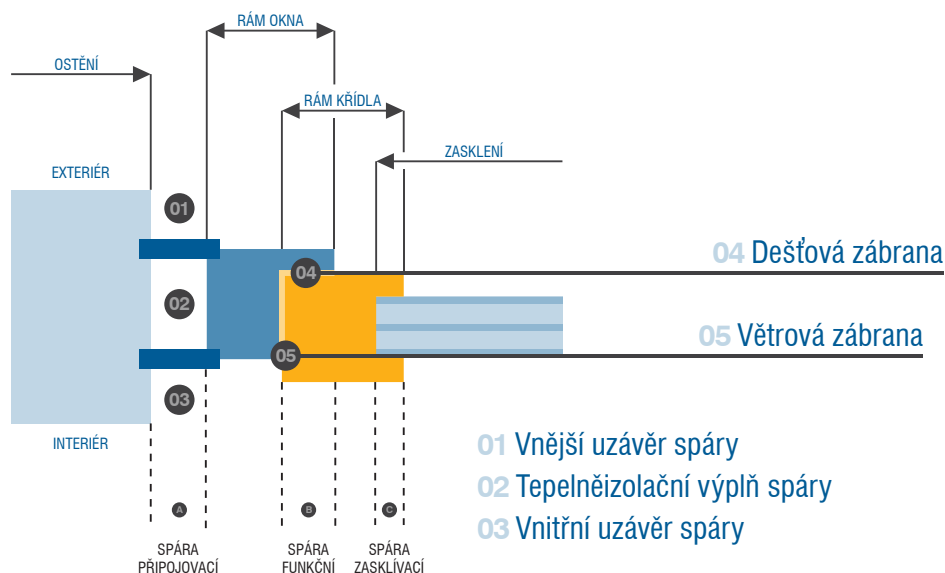 RÁM OKNA
OSTĚNÍ
RÁM KŘÍDLA
ZASKLENÍ
EXTERIÉR
01
04
04 Dešťová zábrana
02
05
05 Větrová zábrana
03
INTERIÉR
01 Vnější uzávěr spáry
02 Tepelněizolační výplň spáry
03 Vnitřní uzávěr spáry
A
B
C
SPÁRA
PŘIPOJOVACÍ
SPÁRA
FUNKČNÍ
SPÁRA
ZASKLÍVACÍ